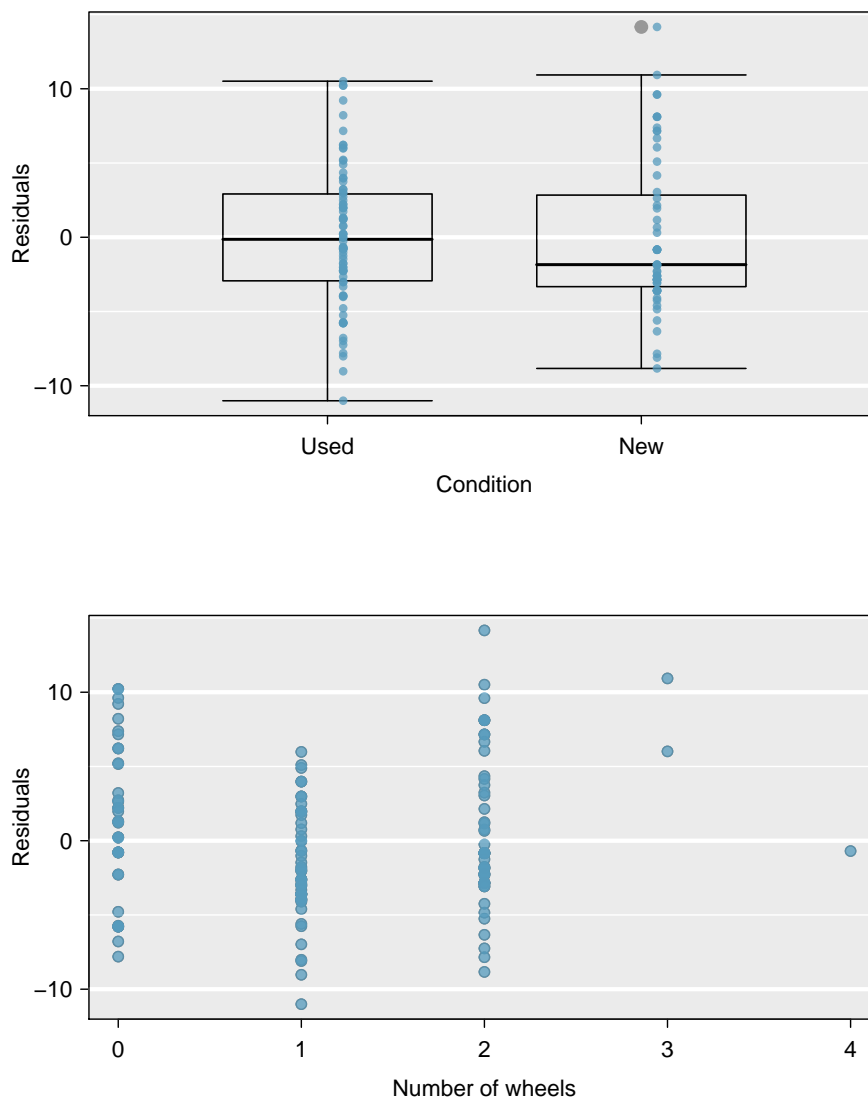 Residuals
10
0
−10
Used New
Condition
Residuals
10
0
−10
0 1 2 3 4
Number of wheels